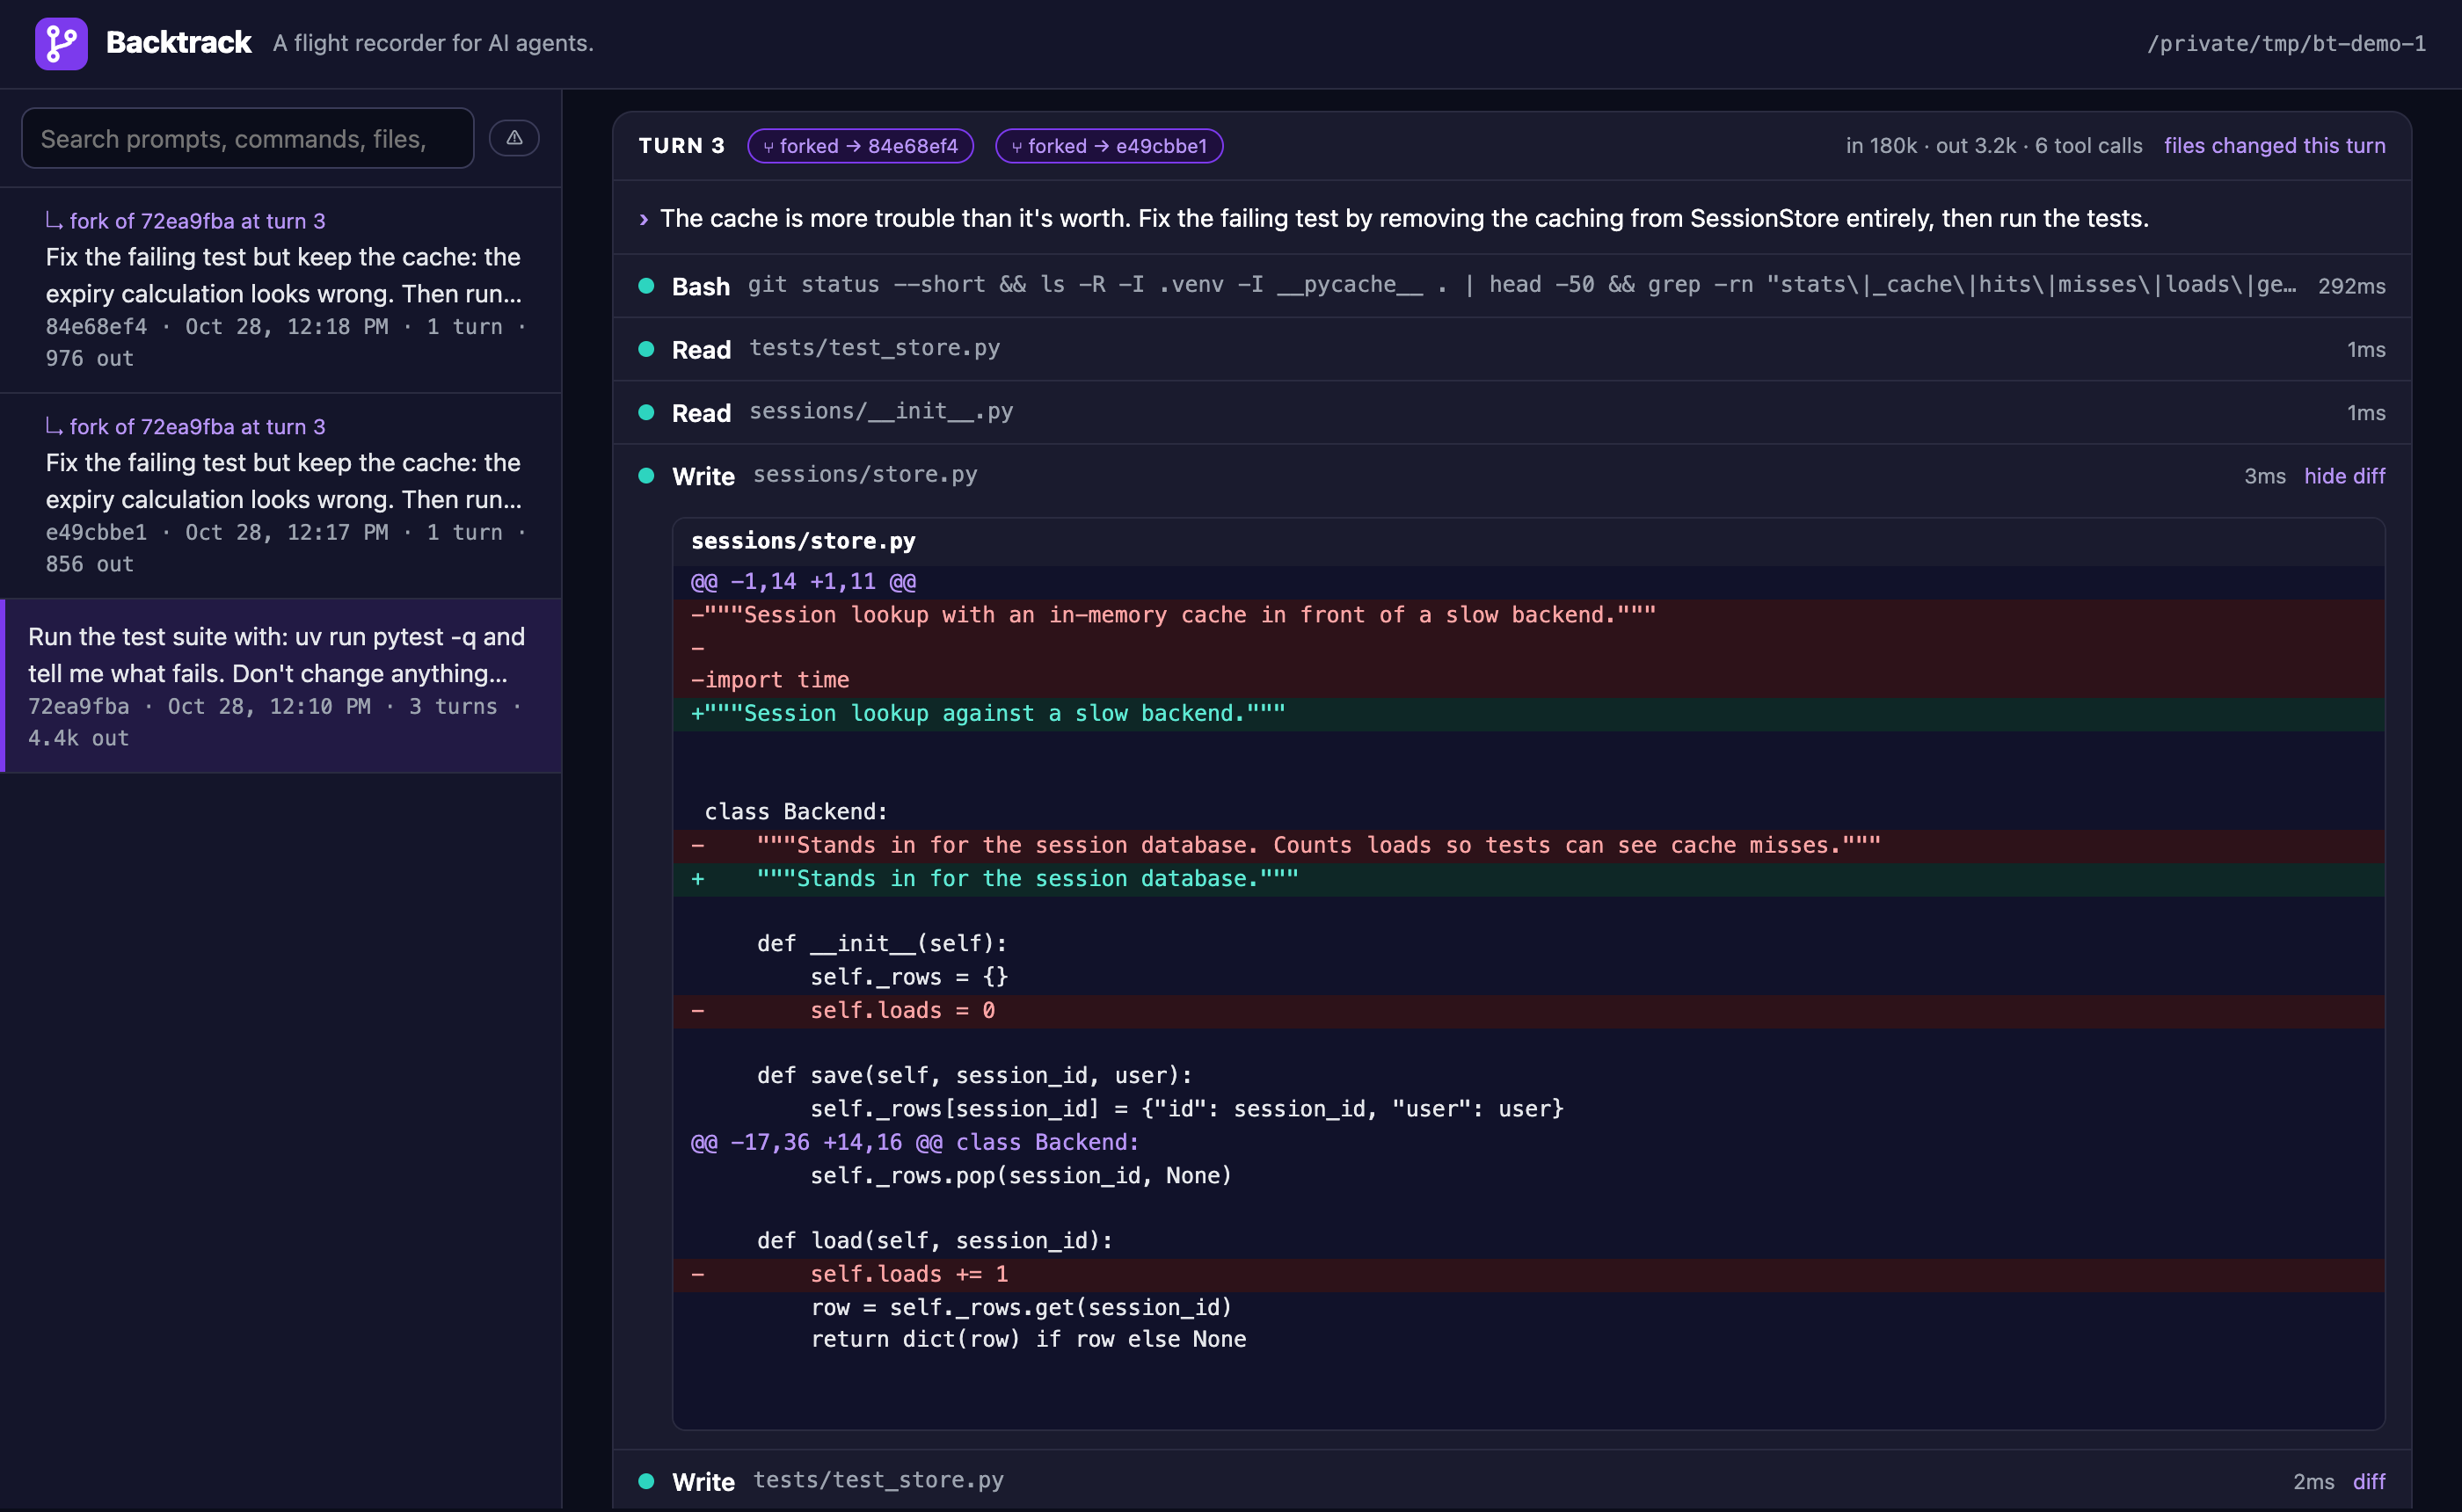 Backtrack A flight recorder for AI agents. /private/tmp/bt-demo-1
Search prompts, commands, files,
fork of 72ea9fba at turn 3
Fix the failing test but keep the cache: the
expiry calculation looks wrong. Then run...
84e68ef4 · Oct 28, 12:18 PM · 1 turn ·
976 out
fork of 72ea9fba at turn 3
Fix the failing test but keep the cache: the
expiry calculation looks wrong. Then run...
e49cbbe1 · Oct 28, 12:17 PM · 1 turn ·
856 out
Run the test suite with: uv run pytest -q and
tell me what fails. Don't change anything...
72ea9fba · Oct 28, 12:10 PM · 3 turns ·
4.4k out
TURN 3 forked → 84e68ef4 forked → e49cbbe1 in 180k · out 3.2k · 6 tool calls files changed this turn
› The cache is more trouble than it's worth. Fix the failing test by removing the caching from SessionStore entirely, then run the tests.
Bash git status --short && ls -R -I .venv -I __pycache__ . | head -50 && grep -rn "stats\|_cache\|hits\|misses\|loads\|ge… 292ms
Read tests/test_store.py 1ms
Read sessions/__init__.py 1ms
Write sessions/store.py 3ms hide diff
sessions/store.py
@@ -1,14 +1,11 @@
-"""Session lookup with an in-memory cache in front of a slow backend."""
-
-import time
+"""Session lookup against a slow backend."""
class Backend:
-    """Stands in for the session database. Counts loads so tests can see cache misses."""
+    """Stands in for the session database."""
def __init__(self):
self._rows = {}
-        self.loads = 0
def save(self, session_id, user):
self._rows[session_id] = {"id": session_id, "user": user}
@@ -17,36 +14,16 @@ class Backend:
self._rows.pop(session_id, None)
def load(self, session_id):
-        self.loads += 1
row = self._rows.get(session_id)
return dict(row) if row else None
Write tests/test_store.py 2ms diff